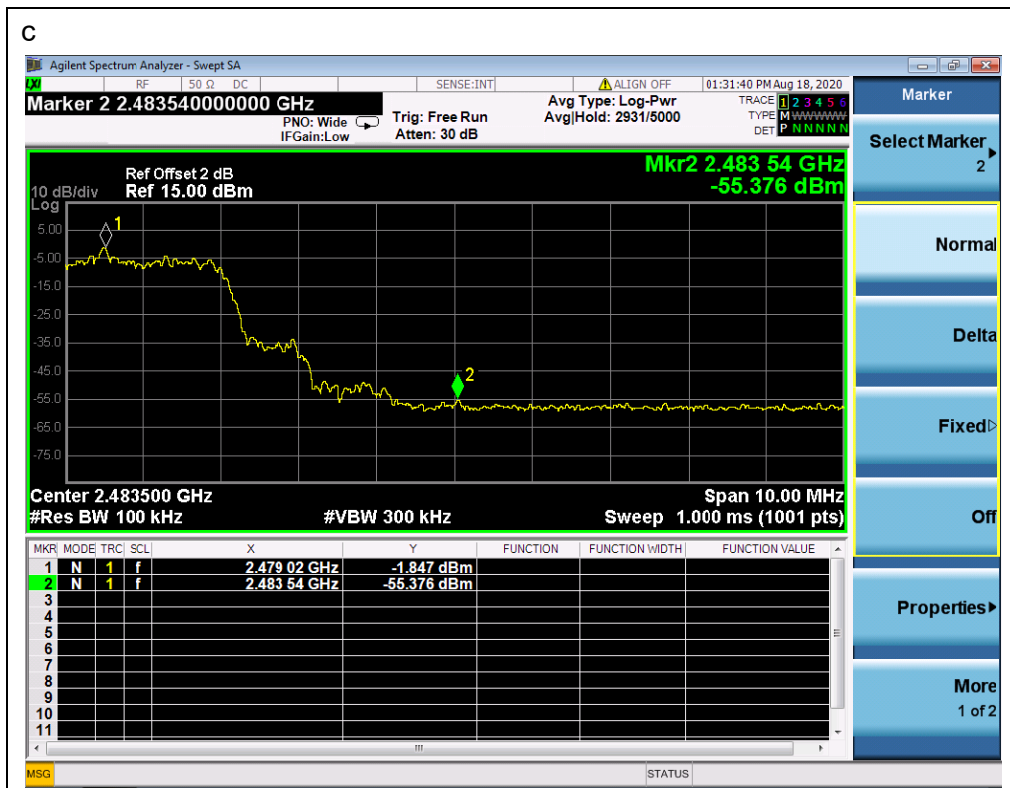 C
Agilent Spectrum Analyzer - Swept SA
RF 50 Ω DC SENSE:INT ALIGN OFF 01:31:40 PM Aug 18, 2020
Marker 2 2.483540000000 GHz
PNO: Wide
IFGain:Low
Trig: Free Run
Atten: 30 dB
Avg Type: Log-Pwr
Avg|Hold: 2931/5000
TRACE 1 2 3 4 5 6
TYPE M WWWWW
DET P N N N N N
Mkr2 2.483 54 GHz
-55.376 dBm
Ref Offset 2 dB
10 dB/div Ref 15.00 dBm
Log
5.00
-5.00
-15.0
-25.0
-35.0
-45.0
-55.0
-65.0
-75.0
1
2
Center 2.483500 GHz Span 10.00 MHz
#Res BW 100 kHz #VBW 300 kHz Sweep 1.000 ms (1001 pts)
MKR MODE TRC SCL X Y FUNCTION FUNCTION WIDTH FUNCTION VALUE
1 N 1 f 2.479 02 GHz -1.847 dBm
2 N 1 f 2.483 54 GHz -55.376 dBm
3
4
5
6
7
8
9
10
11
MSG STATUS
Marker
Select Marker
2
Normal
Delta
Fixed
Off
Properties
More
1 of 2